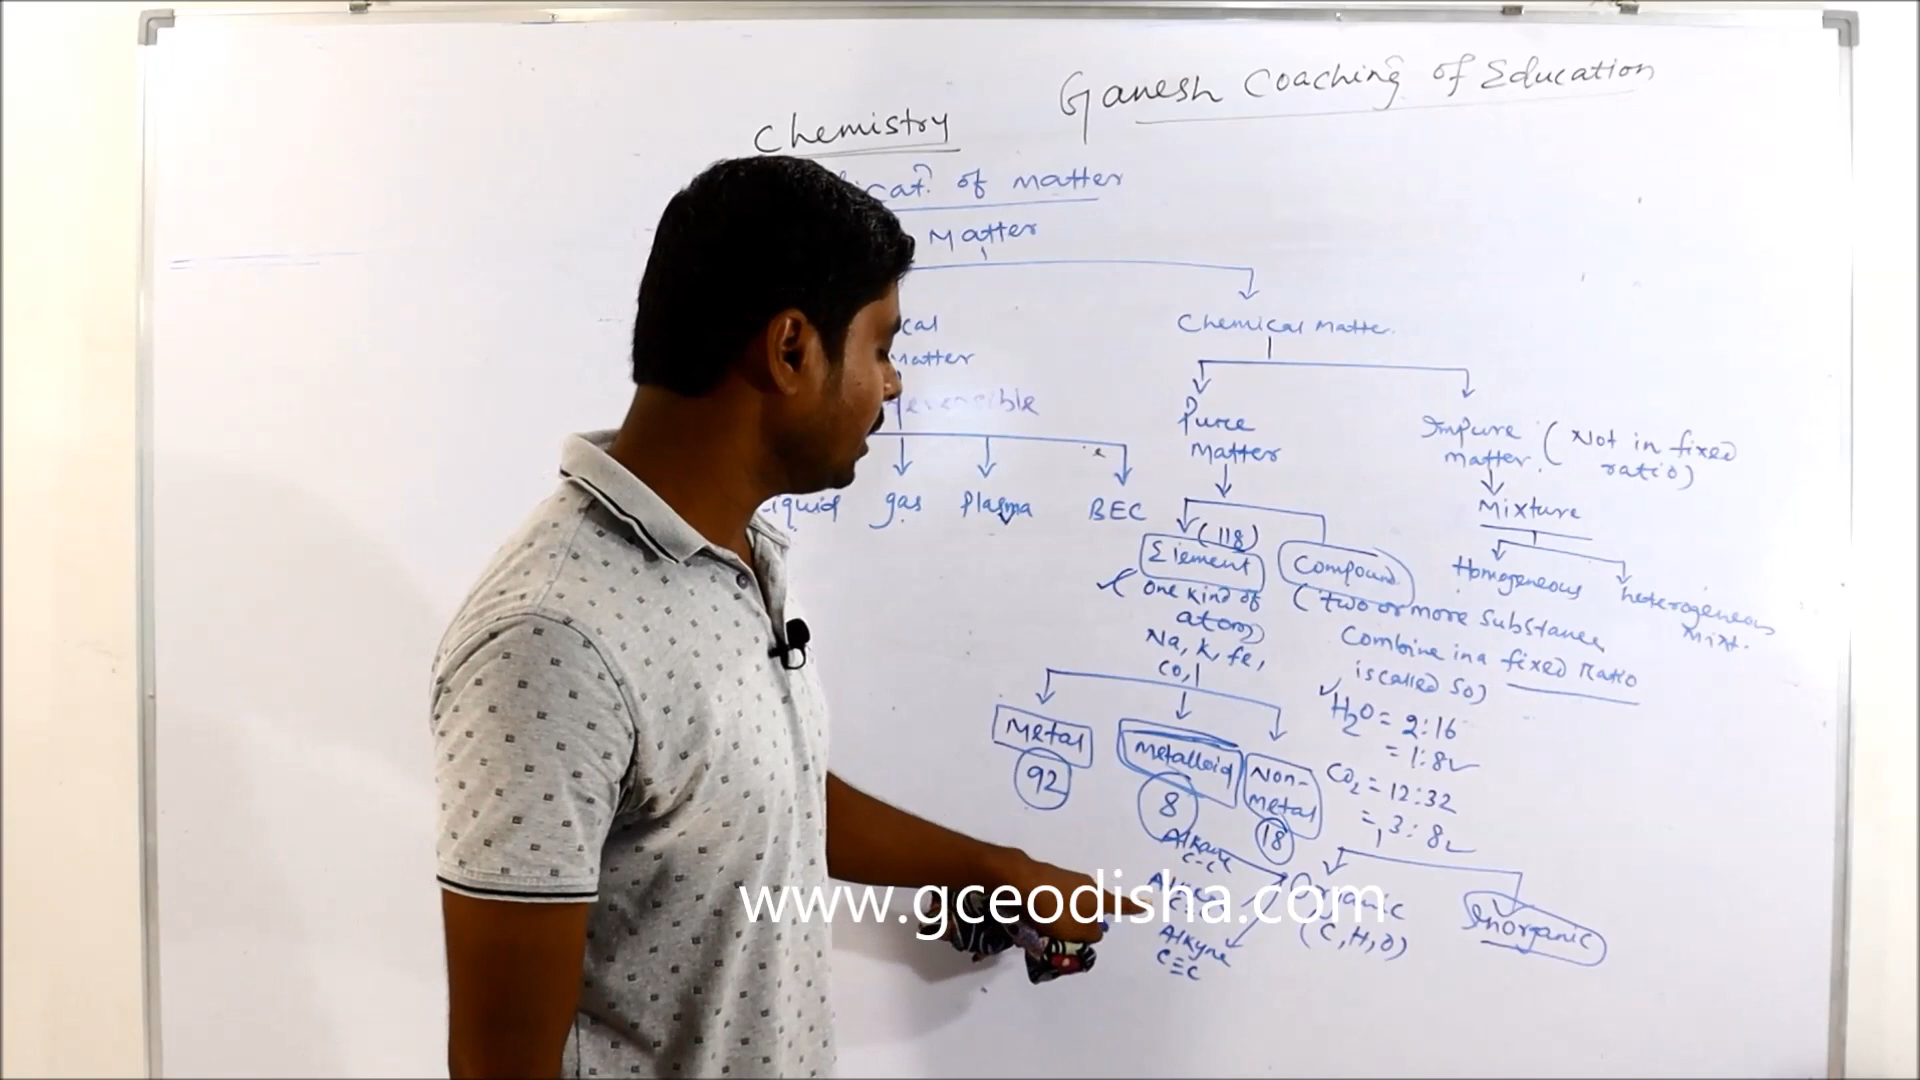 Ganesh Coaching of Education
Chemistry
of matter
Matter
Chemical Matter.
matter
Pure
Matter
Impure
Matter.
(Not in fixed
ratio)
Mixture
Homogeneous
heterogeneous
Mixt.
gas
Plasma
BEC
(118)
Element
(One kind of
atoms)
Na, K, Fe,
Co,
Compound
(two or more Substance
Combine in a fixed Ratio
is called so)
H2O = 2:16
= 1:8
CO2 = 12:32
= 3:8
Metal
92
Metalloid
8
Non-
Metal
18
Alkane
C-C
Alkyne
C≡C
Organic
(C, H, O)
Inorganic
www.gceodisha.com